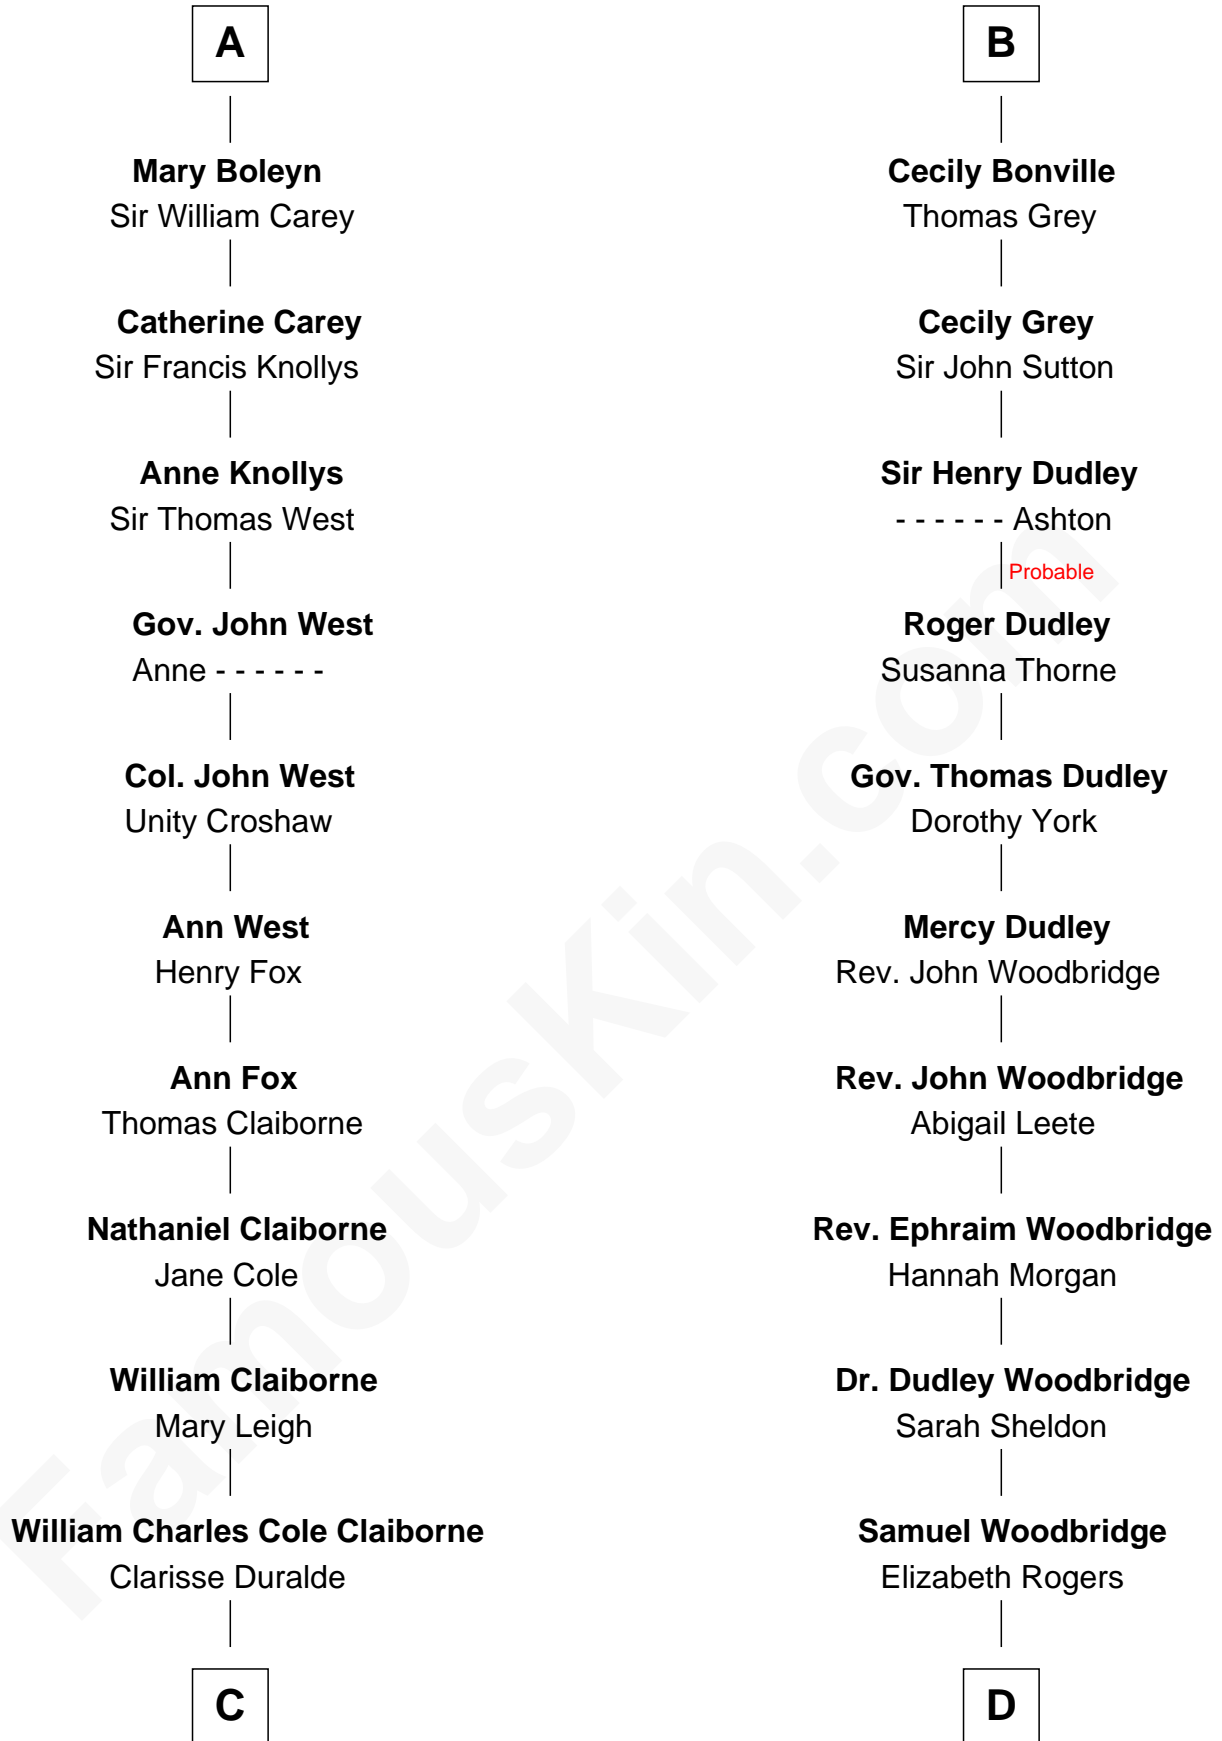 A
Mary Boleyn
Sir William Carey
Catherine Carey
Sir Francis Knollys
Anne Knollys
Sir Thomas West
Gov. John West
Anne - - - - - -
Col. John West
Unity Croshaw
Ann West
Henry Fox
Ann Fox
Thomas Claiborne
Nathaniel Claiborne
Jane Cole
William Claiborne
Mary Leigh
William Charles Cole Claiborne
Clarisse Duralde
C
B
Cecily Bonville
Thomas Grey
Cecily Grey
Sir John Sutton
Sir Henry Dudley
- - - - - - Ashton
Probable
Roger Dudley
Susanna Thorne
Gov. Thomas Dudley
Dorothy York
Mercy Dudley
Rev. John Woodbridge
Rev. John Woodbridge
Abigail Leete
Rev. Ephraim Woodbridge
Hannah Morgan
Dr. Dudley Woodbridge
Sarah Sheldon
Samuel Woodbridge
Elizabeth Rogers
D
FamousKin.com